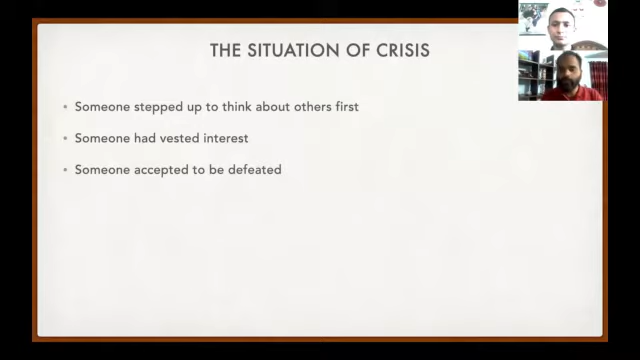 THE SITUATION OF CRISIS
• Someone stepped up to think about others first
• Someone had vested interest
• Someone accepted to be defeated